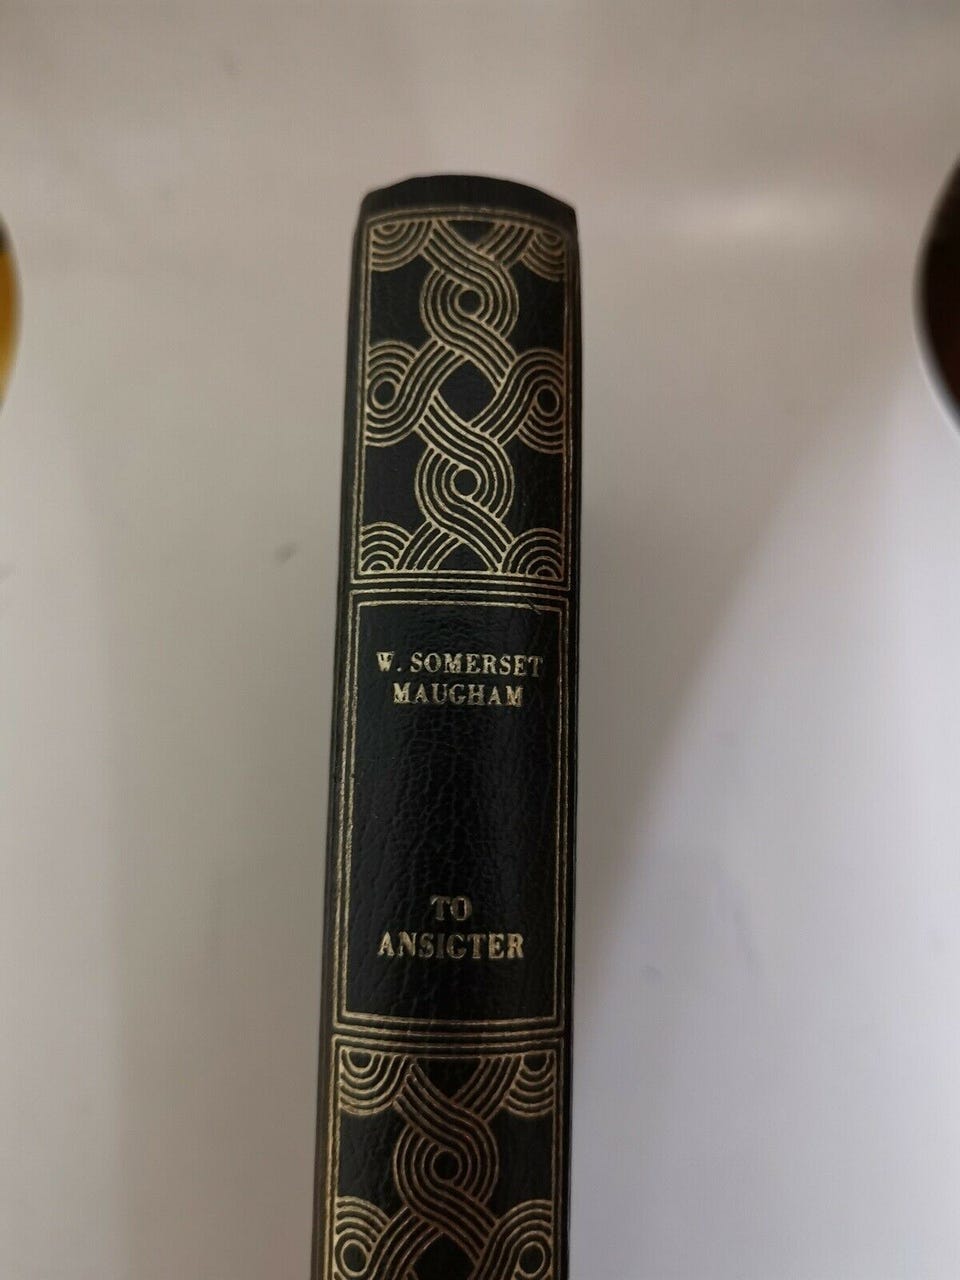 W. SOMERSET
MAUGHAM
TO
ANSIGTER